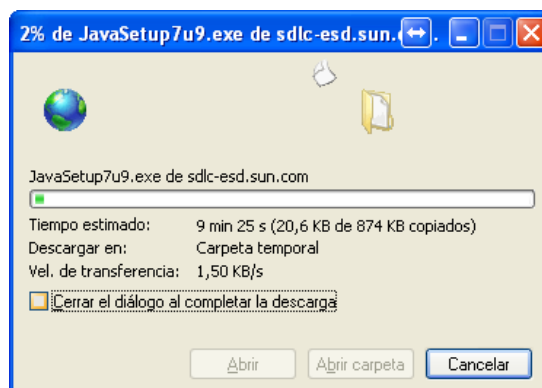 2% de JavaSetup7u9.exe de sdlc-esd.sun.
JavaSetup7u9.exe de sdlc-esd.sun.com
Tiempo estimado: 9 min 25 s (20,6 KB de 874 KB copiados)
Descargar en: Carpeta temporal
Vel. de transferencia: 1,50 KB/s
Cerrar el diálogo al completar la descarga
Abrir Abrir carpeta Cancelar